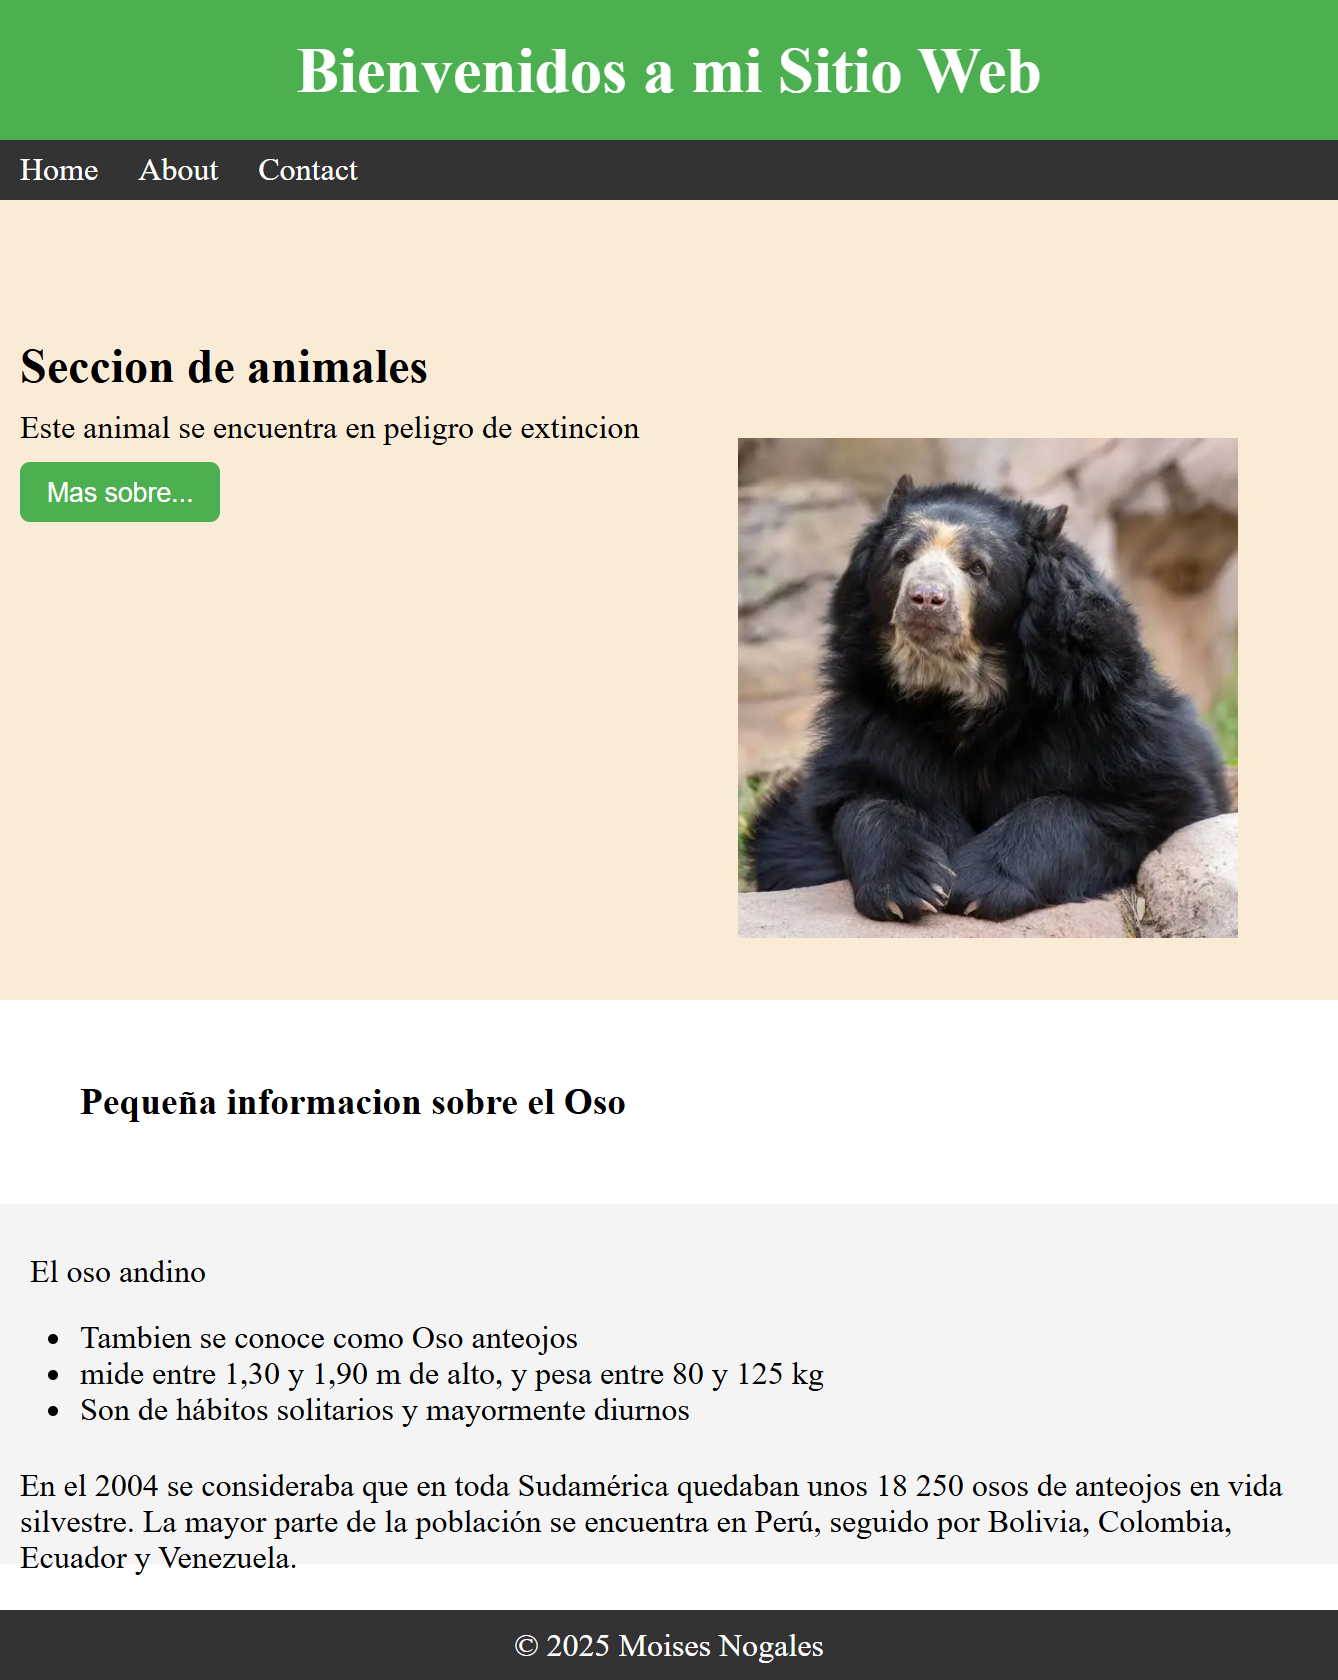 Bienvenidos a mi Sitio Web
Home About Contact
Seccion de animales
Este animal se encuentra en peligro de extincion
Mas sobre...
Pequeña informacion sobre el Oso
El oso andino
• Tambien se conoce como Oso anteojos
• mide entre 1,30 y 1,90 m de alto, y pesa entre 80 y 125 kg
• Son de hábitos solitarios y mayormente diurnos
En el 2004 se consideraba que en toda Sudamérica quedaban unos 18 250 osos de anteojos en vida
silvestre. La mayor parte de la población se encuentra en Perú, seguido por Bolivia, Colombia,
Ecuador y Venezuela.
© 2025 Moises Nogales